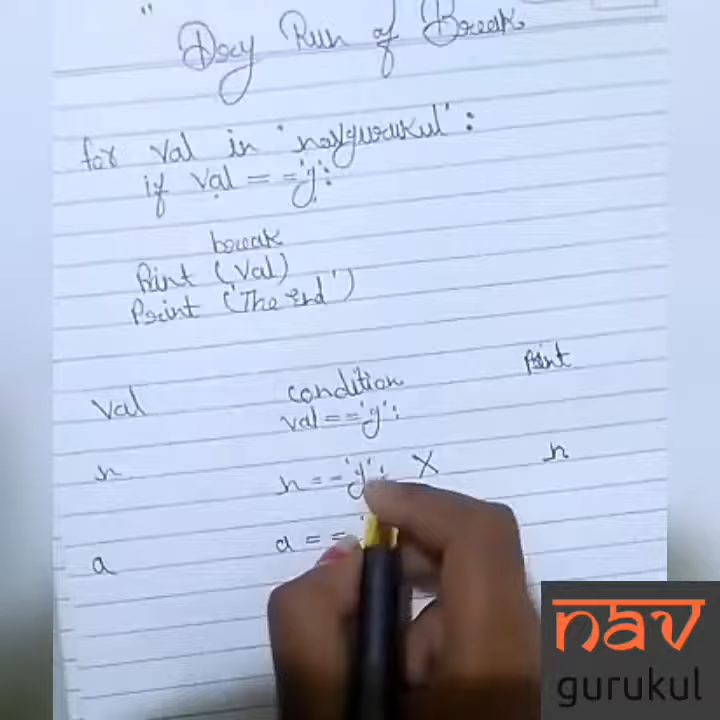 "
Dry Run of Break
for val in 'navgurukul':
if val == 'g':
break
Print (val)
Print ('The End')
Val condition Print
val == 'g':
n n == 'g': X n
a a == '
nav
gurukul